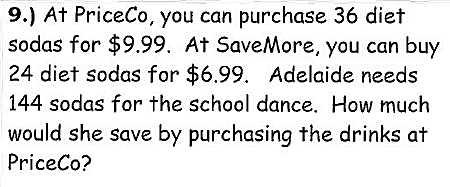 9.) At PriceCo, you can purchase 36 diet
sodas for $9.99. At SaveMore, you can buy
24 diet sodas for $6.99. Adelaide needs
144 sodas for the school dance. How much
would she save by purchasing the drinks at
PriceCo?